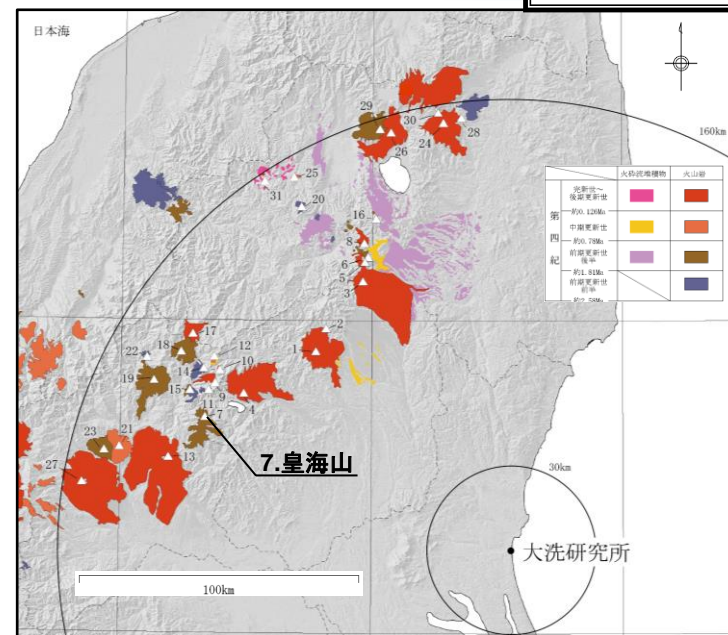 日本海
160km
29
30
24
28
26
25
31
20
16
8
6
5
3
火砕流堆積物
火山岩
第四紀
完新世～
後期更新世
約0.126Ma
中期更新世
約0.78Ma
前期更新世
後半
約1.81Ma
前期更新世
前半
約2.58Ma
17
2
18
12
1
22
14
10
19
15
9
4
11
7
23
21
27
13
7.皇海山
30km
大洗研究所
100km